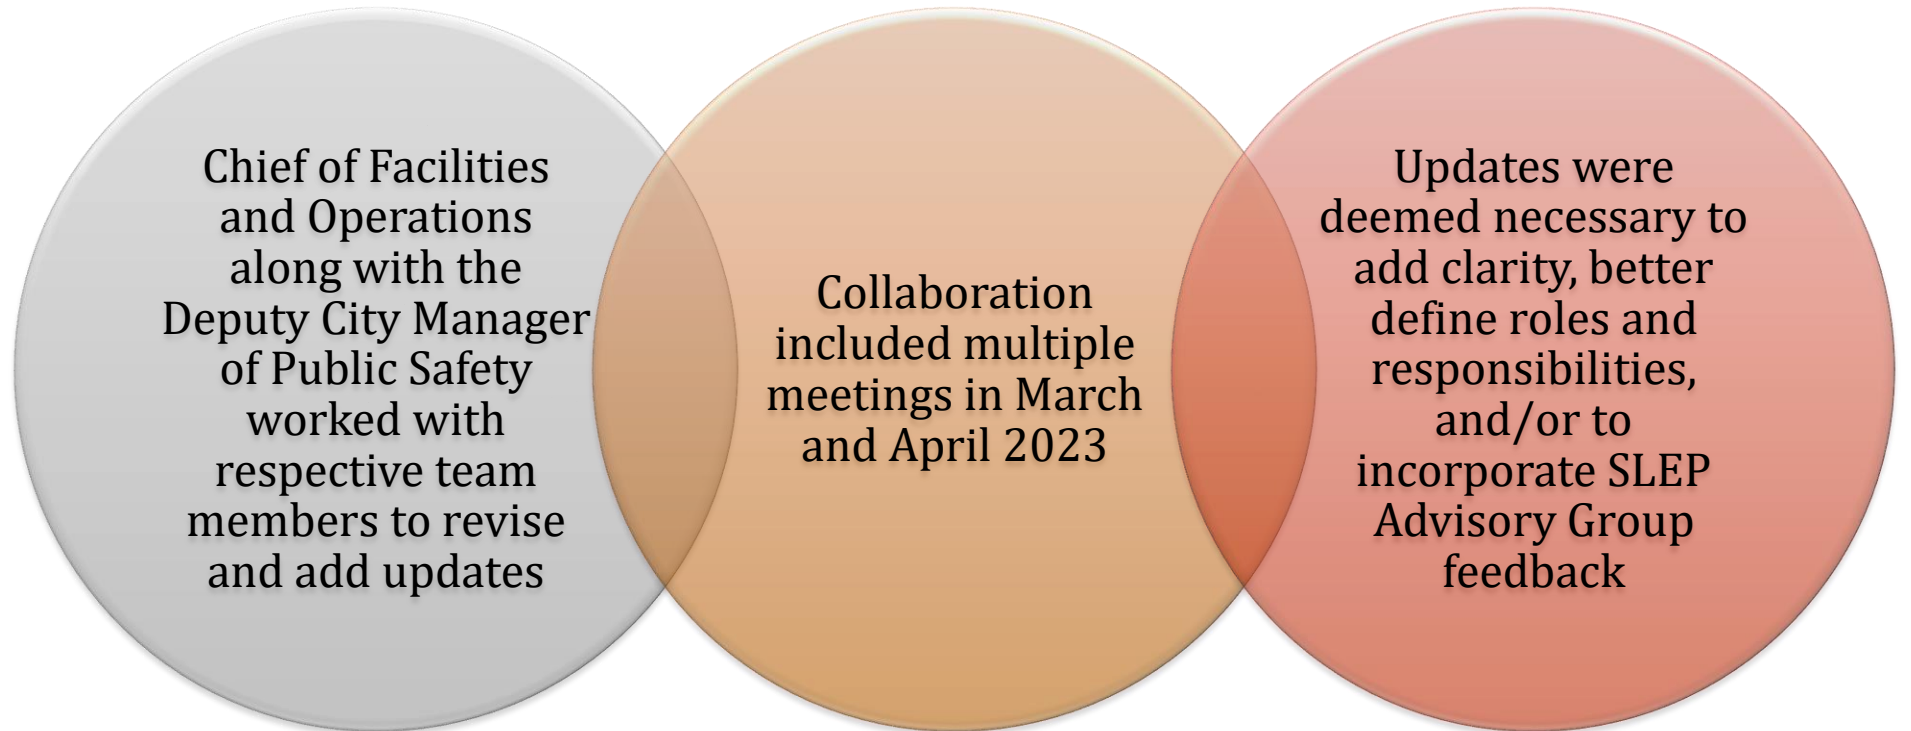 Chief of Facilities
and Operations
along with the
Deputy City Manager
of Public Safety
worked with
respective team
members to revise
and add updates
Collaboration
included multiple
meetings in March
and April 2023
Updates were
deemed necessary to
add clarity, better
define roles and
responsibilities,
and/or to
incorporate SLEP
Advisory Group
feedback